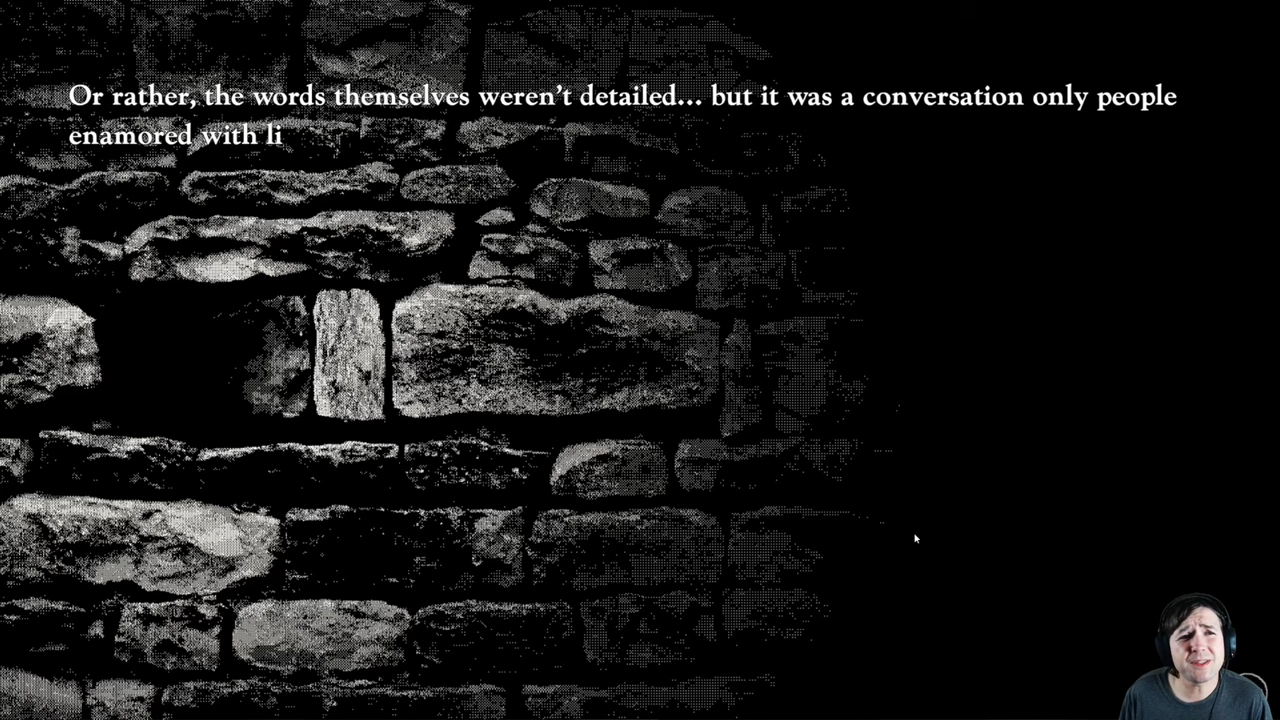 Or rather, the words themselves weren't detailed... but it was a conversation only people
enamored with li